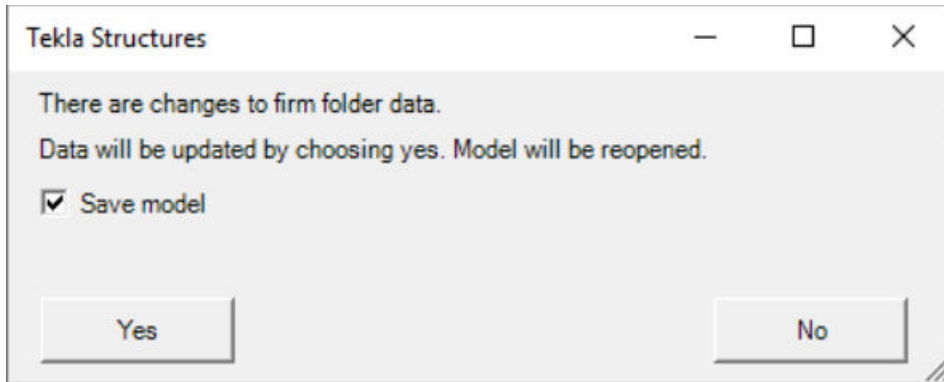 Tekla Structures
There are changes to firm folder data.
Data will be updated by choosing yes. Model will be reopened.
Save model
Yes
No